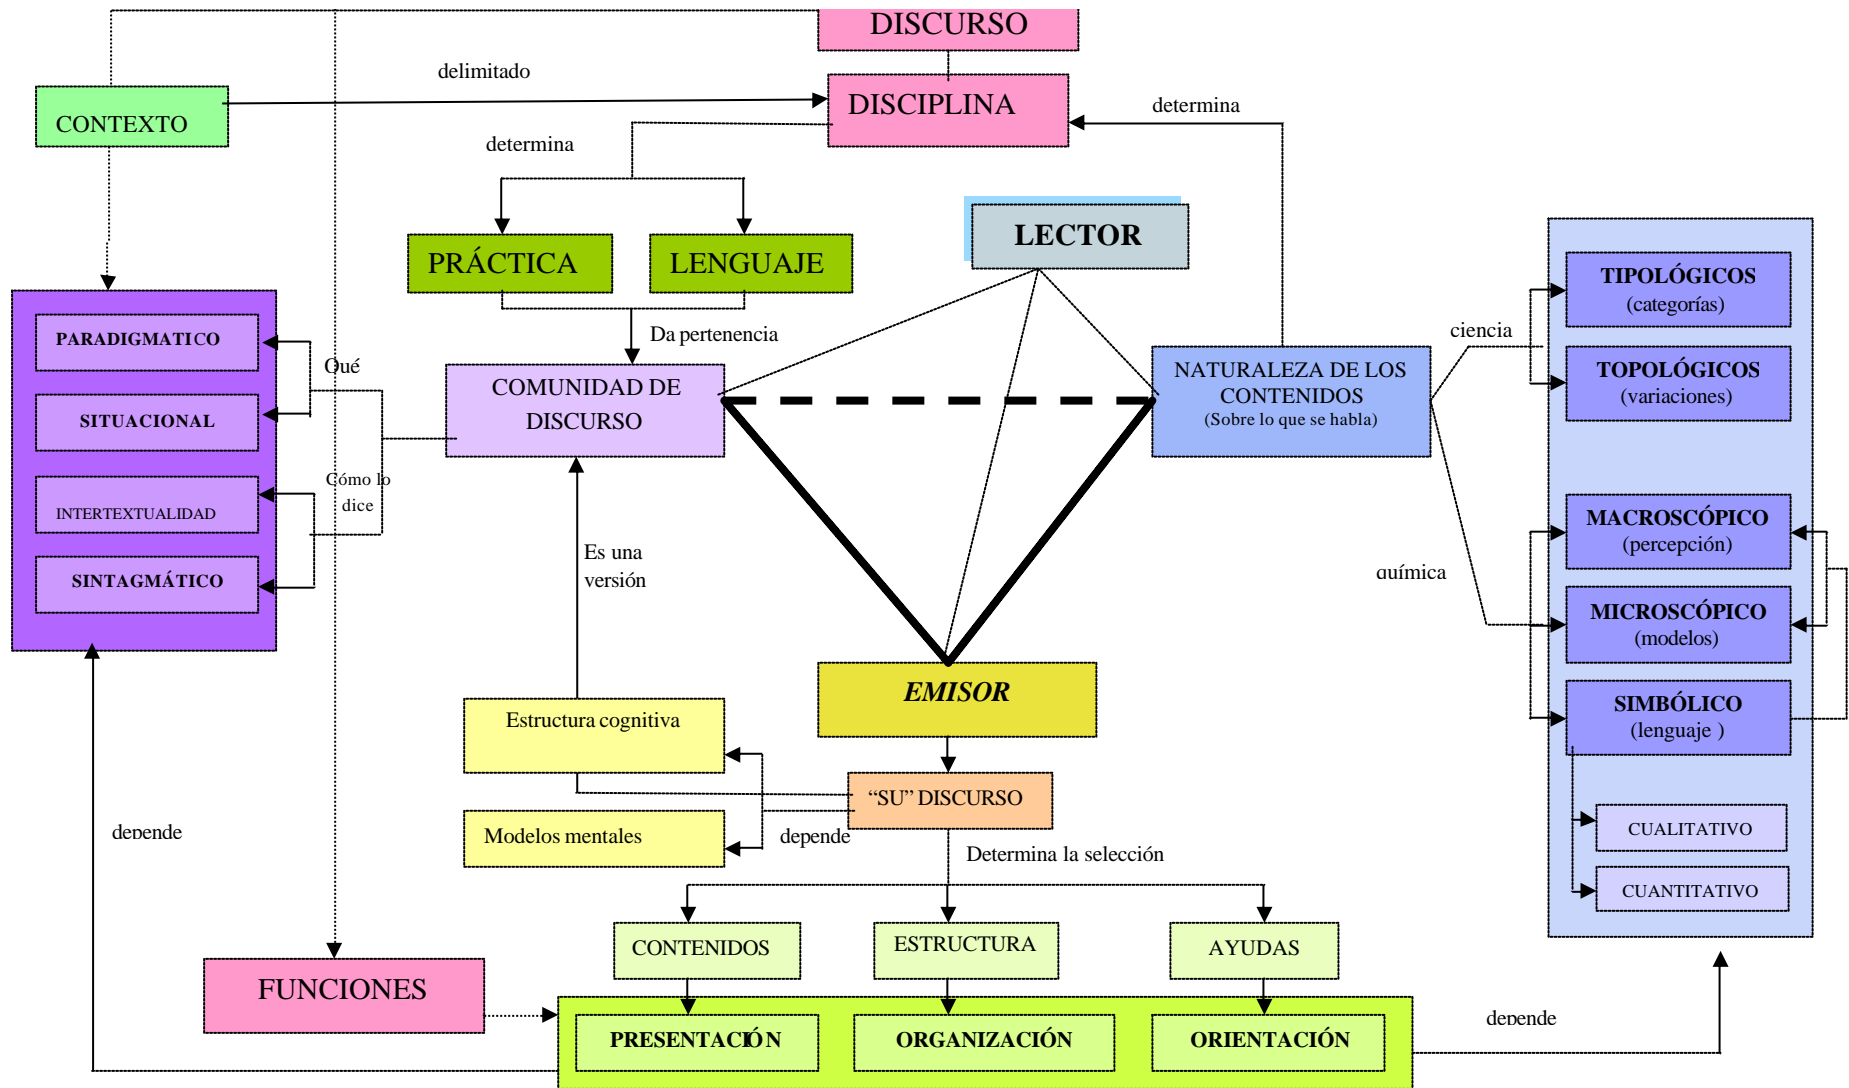 DISCURSO
delimitado
CONTEXTO
DISCIPLINA
determina
determina
PRÁCTICA
LENGUAJE
LECTOR
TIPOLÓGICOS
(categorías)
PARADIGMATICO
Qué
Da pertenencia
ciencia
COMUNIDAD DE
DISCURSO
NATURALEZA DE LOS
CONTENIDOS
(Sobre lo que se habla)
TOPOLÓGICOS
(variaciones)
SITUACIONAL
Cómo lo
dice
INTERTEXTUALIDAD
MACROSCÓPICO
(percepción)
Es una
versión
SINTAGMÁTICO
química
MICROSCÓPICO
(modelos)
EMISOR
Estructura cognitiva
SIMBÓLICO
(lenguaje )
“SU” DISCURSO
depende
Modelos mentales
depende
Determina la selección
CUALITATIVO
CUANTITATIVO
CONTENIDOS
ESTRUCTURA
AYUDAS
FUNCIONES
depende
PRESENTACIÓN
ORGANIZACIÓN
ORIENTACIÓN